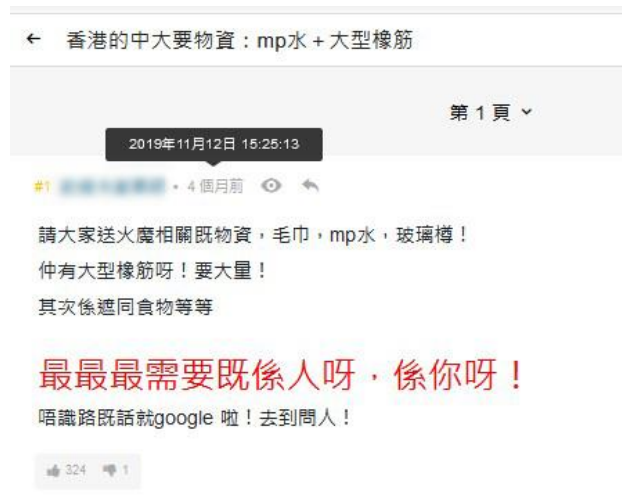 ← 香港的中大要物資：mp水＋大型橡筋
第 1 頁
2019年11月12日 15:25:13
#1 • 4 個月前
請大家送火魔相關既物資，毛巾，mp水，玻璃樽！
仲有大型橡筋呀！要大量！
其次係遮同食物等等
最最最需要既係人呀，係你呀！
唔識路既話就google 啦！去到問人！
324 1